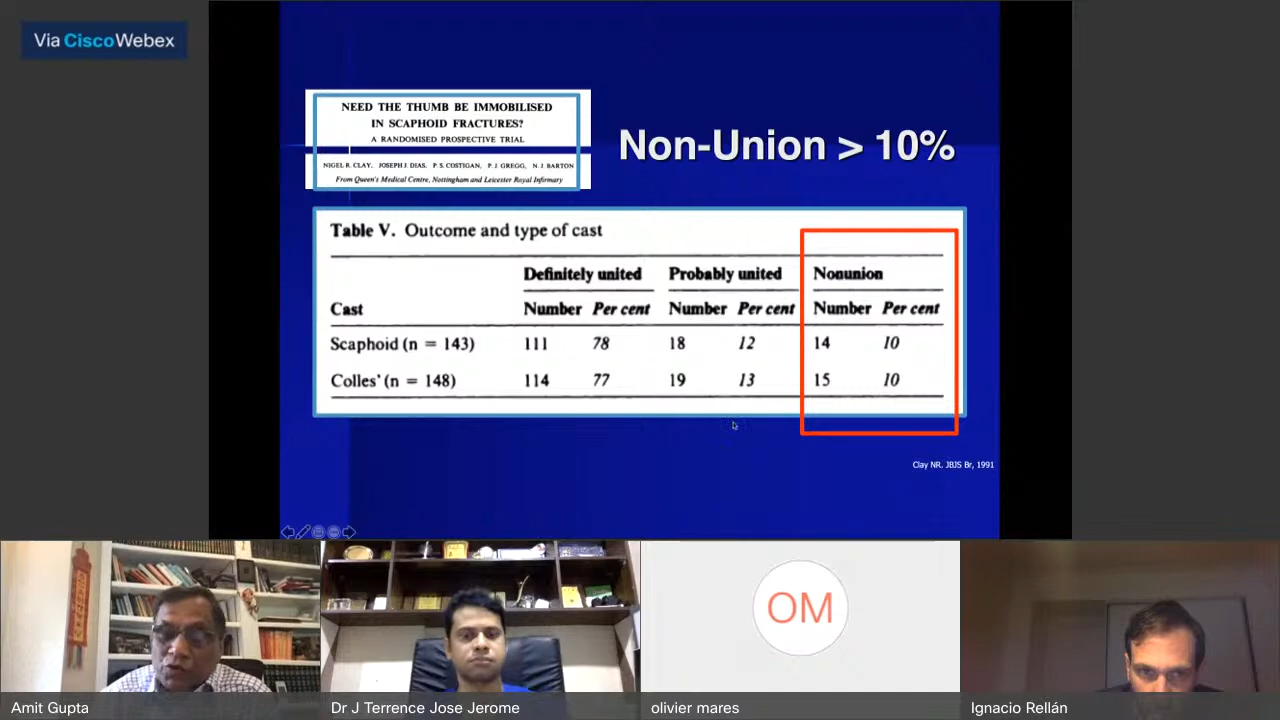 Via Cisco Webex
NEED THE THUMB BE IMMOBILISED
IN SCAPHOID FRACTURES?
A RANDOMISED PROSPECTIVE TRIAL
NIGEL R. CLAY, JOSEPH J. DIAS, P. S. COSTIGAN, P. J. GREGG, N. J. BARTON
From Queen's Medical Centre, Nottingham and Leicester Royal Infirmary
Non-Union > 10%
Table V. Outcome and type of cast
Definitely united Probably united Nonunion
Cast Number Per cent Number Per cent Number Per cent
Scaphoid (n = 143) 111 78 18 12 14 10
Colles' (n = 148) 114 77 19 13 15 10
Clay NR. JBJS Br, 1991
OM
Amit Gupta
Dr J Terrence Jose Jerome
olivier mares
Ignacio Rellán